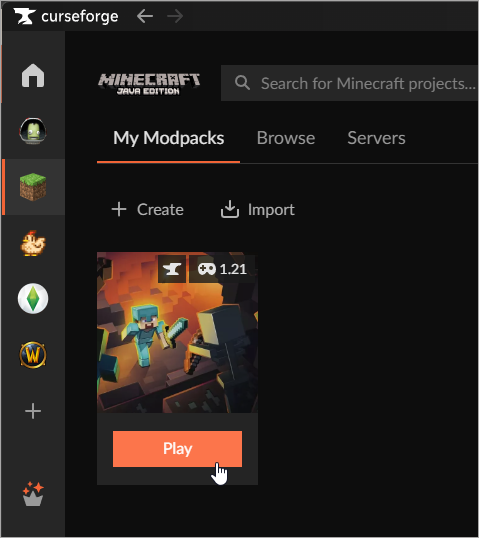 curseforge
MINECRAFT
JAVA EDITION
Search for Minecraft projects...
My Modpacks Browse Servers
Create Import
1.21
W
Play